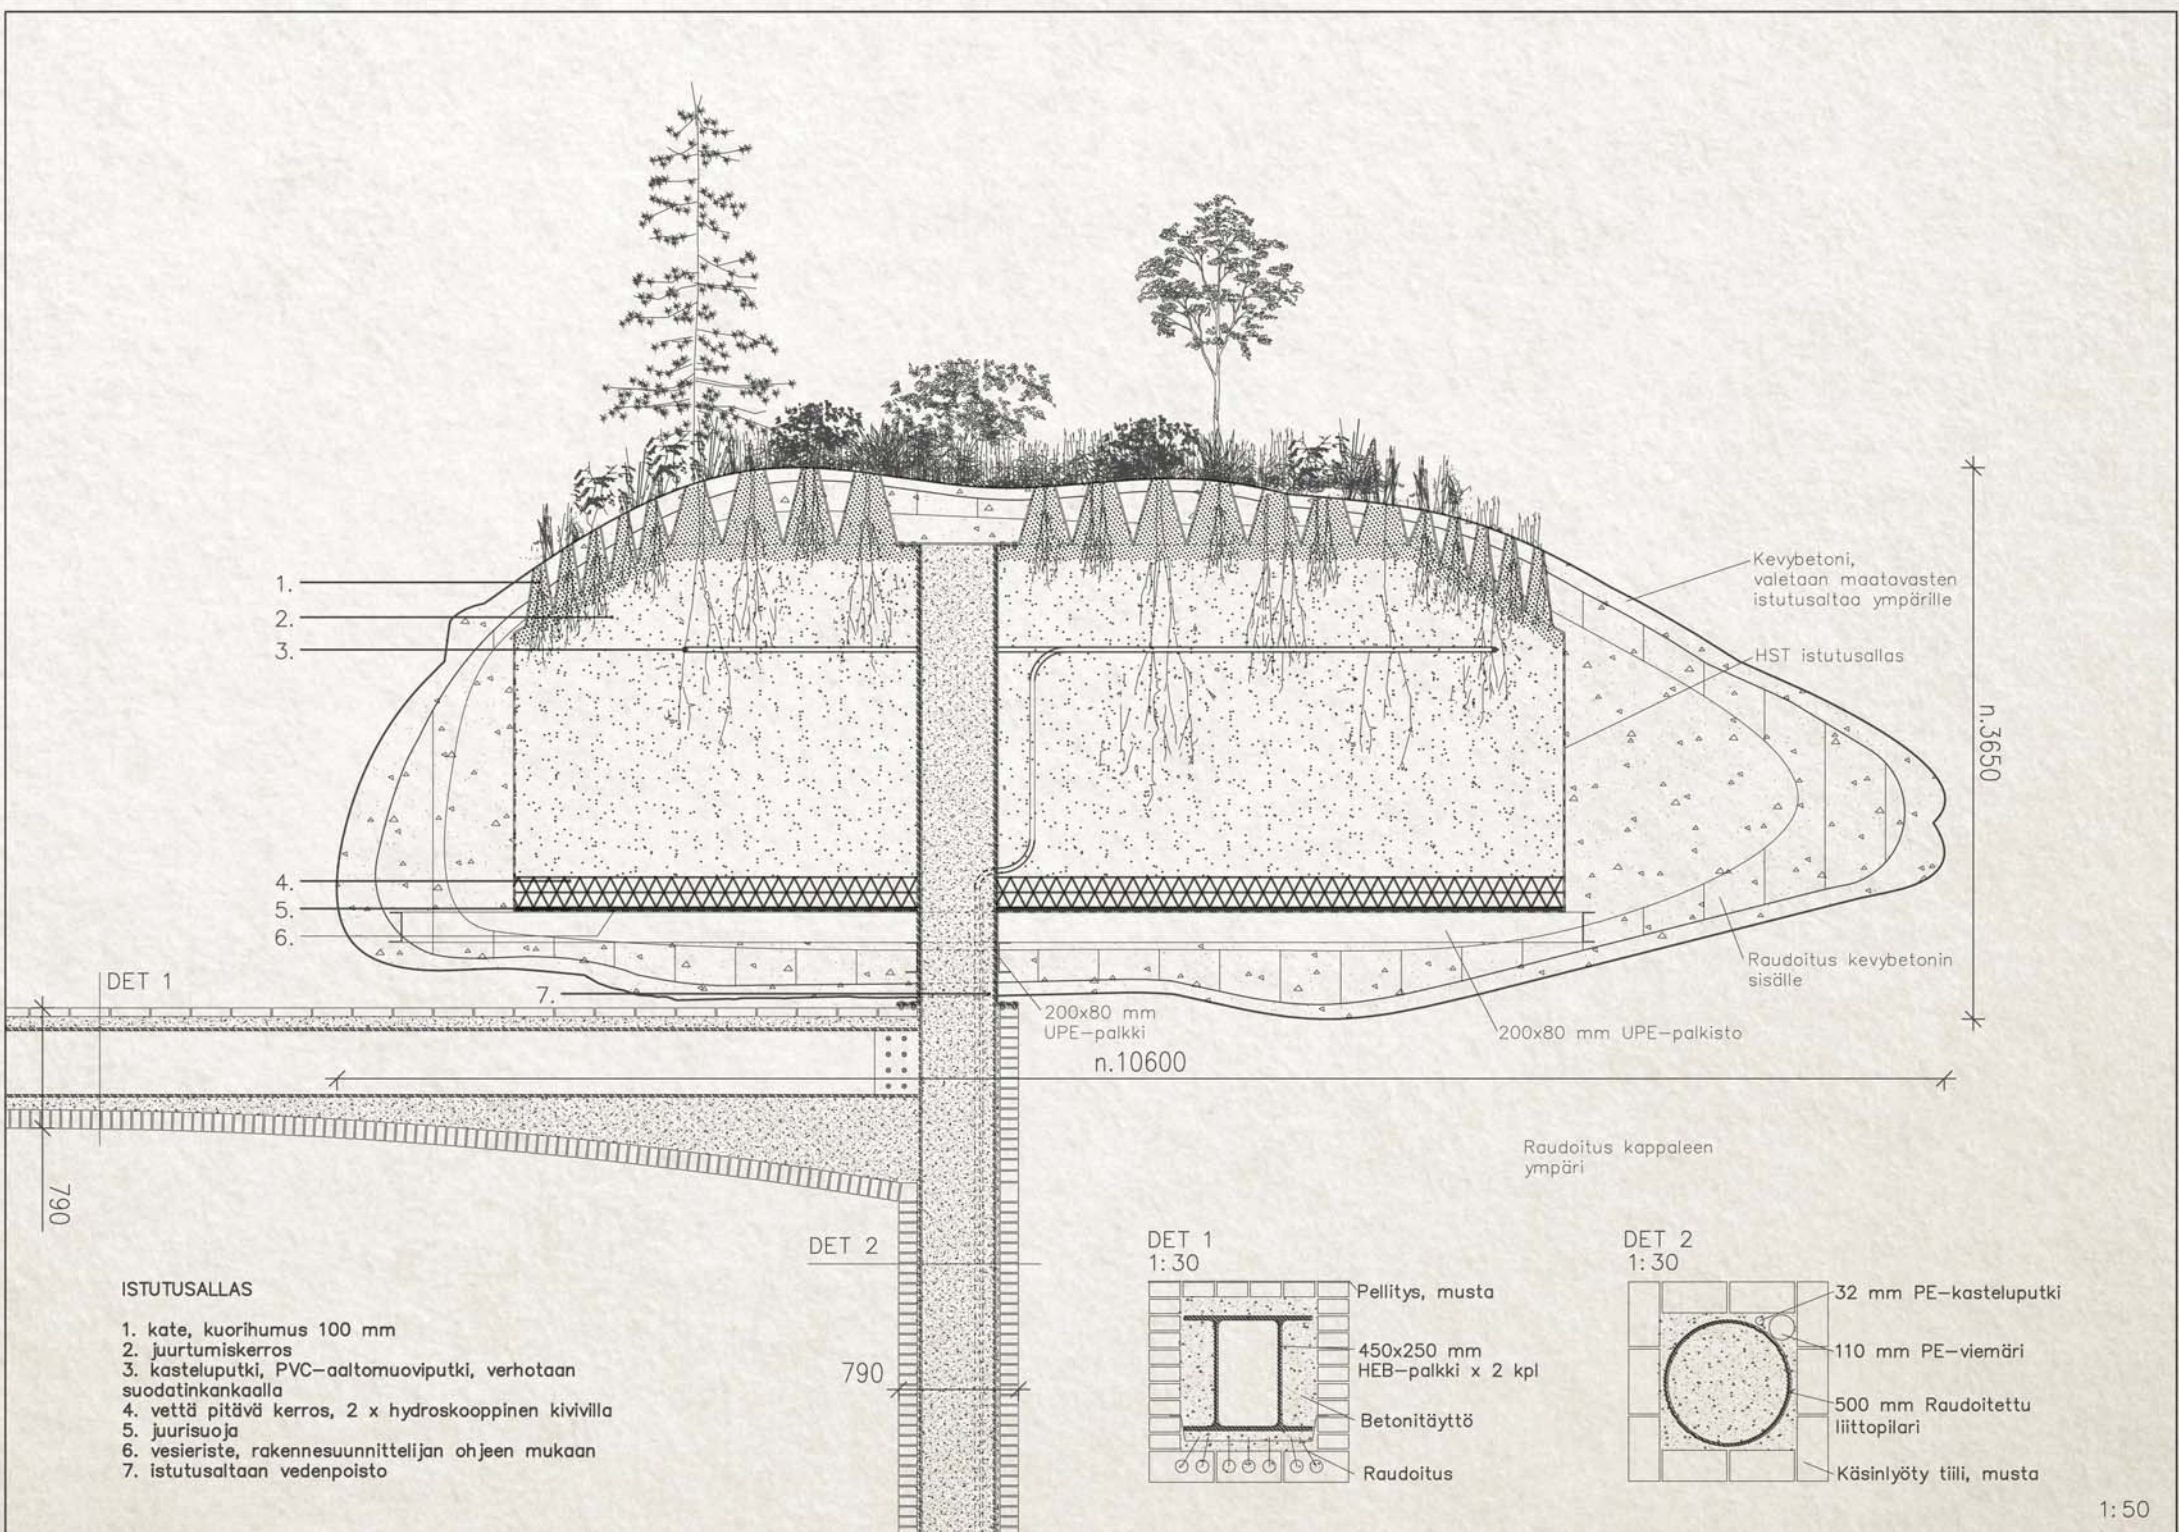 1.
2.
3.
4.
5.
6.
7.
Kevybetoni,
valetaan maatavasten
istutusaltaa ympärille
HST istutusallas
n.3650
Raudoitus kevybetonin
sisälle
200x80 mm
UPE-palkki
200x80 mm UPE-palkisto
n.10600
DET 1
790
Raudoitus kappaleen
ympäri
DET 2
790
ISTUTUSALLAS
1. kate, kuorihumus 100 mm
2. juurtumiskerros
3. kasteluputki, PVC-aaltomuoviputki, verhotaan
suodatinkankaalla
4. vettä pitävä kerros, 2 x hydroskooppinen kivivilla
5. juurisuoja
6. vesieriste, rakennesuunnittelijan ohjeen mukaan
7. istutusaltaan vedenpoisto
DET 1
1:30
Pellitys, musta
450x250 mm
HEB-palkki x 2 kpl
Betonitäyttö
Raudoitus
DET 2
1:30
32 mm PE-kasteluputki
110 mm PE-viemäri
500 mm Raudoitettu
liittopilari
Käsinlyöty tiili, musta
1:50